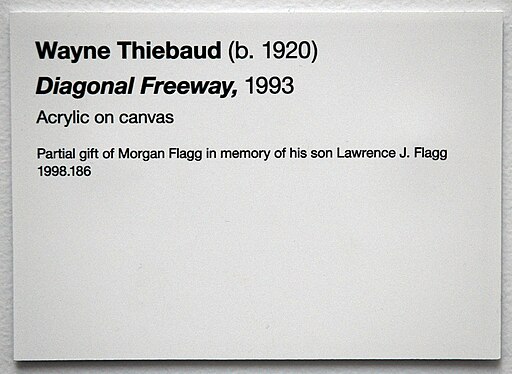 Wayne Thiebaud (b. 1920)
Diagonal Freeway, 1993
Acrylic on canvas
Partial gift of Morgan Flagg in memory of his son Lawrence J. Flagg
1998.186